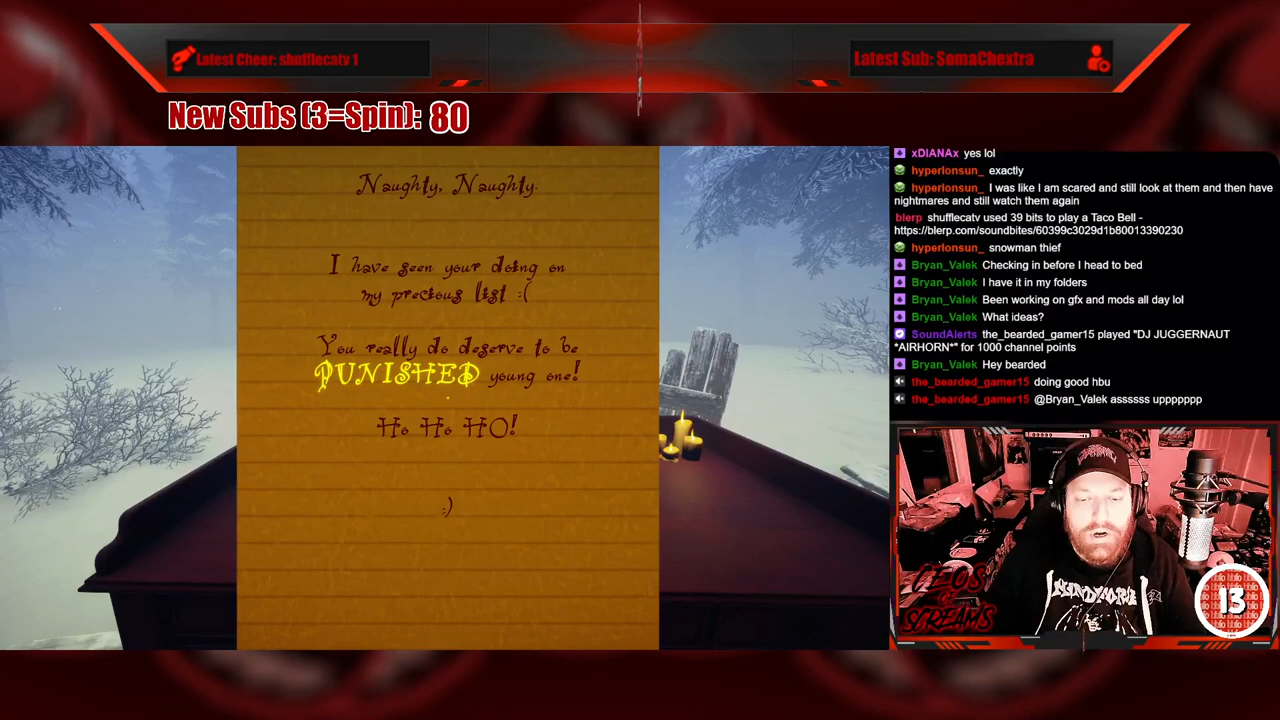 Latest Cheer: shufflecatv 1
Latest Sub: SomaChextra
New Subs (3=Spin): 80
Naughty, Naughty.
I have seen your doing on
my precious list :(
You really do deserve to be
PUNISHED young one!
Ho Ho HO!
:)
xDIANAx yes lol
hyperlonsun_ exactly
hyperlonsun_ I was like I am scared and still look at them and then have
nightmares and still watch them again
blerp shufflecatv used 39 bits to play a Taco Bell -
https://blerp.com/soundbites/60399c3029d1b80013390230
hyperlonsun_ snowman thief
Bryan_Valek Checking in before I head to bed
Bryan_Valek I have it in my folders
Bryan_Valek Been working on gfx and mods all day lol
Bryan_Valek What ideas?
SoundAlerts the_bearded_gamer15 played "DJ JUGGERNAUT
*AIRHORN*" for 1000 channel points
Bryan_Valek Hey bearded
the_bearded_gamer15 doing good hbu
the_bearded_gamer15 @Bryan_Valek assssss uppppppp
SCREAMS
13